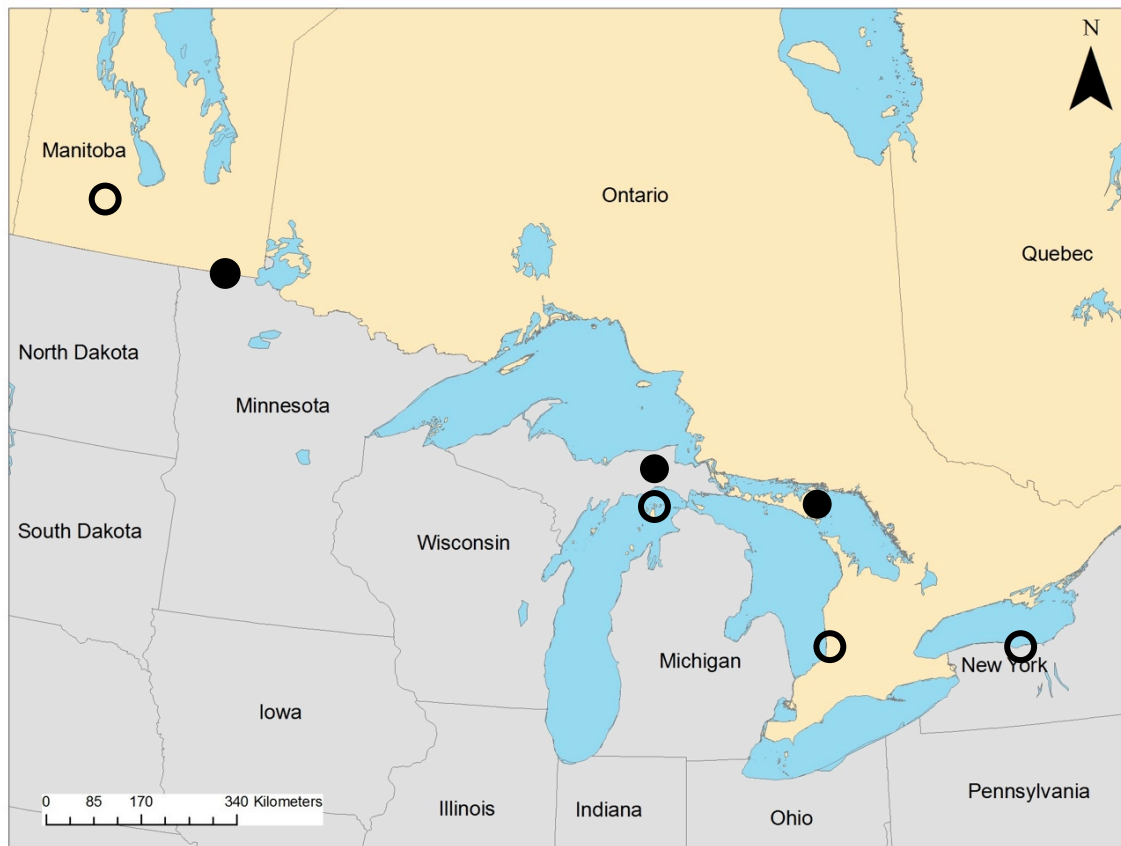 N
Manitoba
Ontario
Quebec
North Dakota
Minnesota
South Dakota
Wisconsin
Michigan
New York
Iowa
Pennsylvania
0 85 170 340 Kilometers
Illinois
Indiana
Ohio